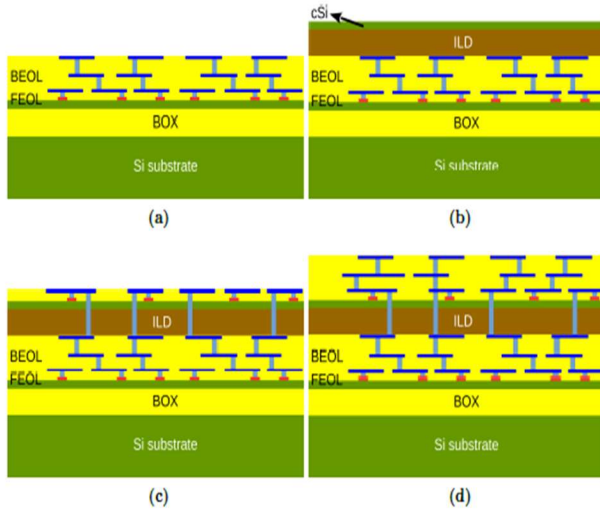 BEOL
FEOL
BOX
Si substrate
(a)
cSi
ILD
BEOL
FEOL
BOX
Si substrate
(b)
ILD
BEOL
FEOL
BOX
Si substrate
(c)
ILD
BEOL
FEOL
BOX
Si substrate
(d)